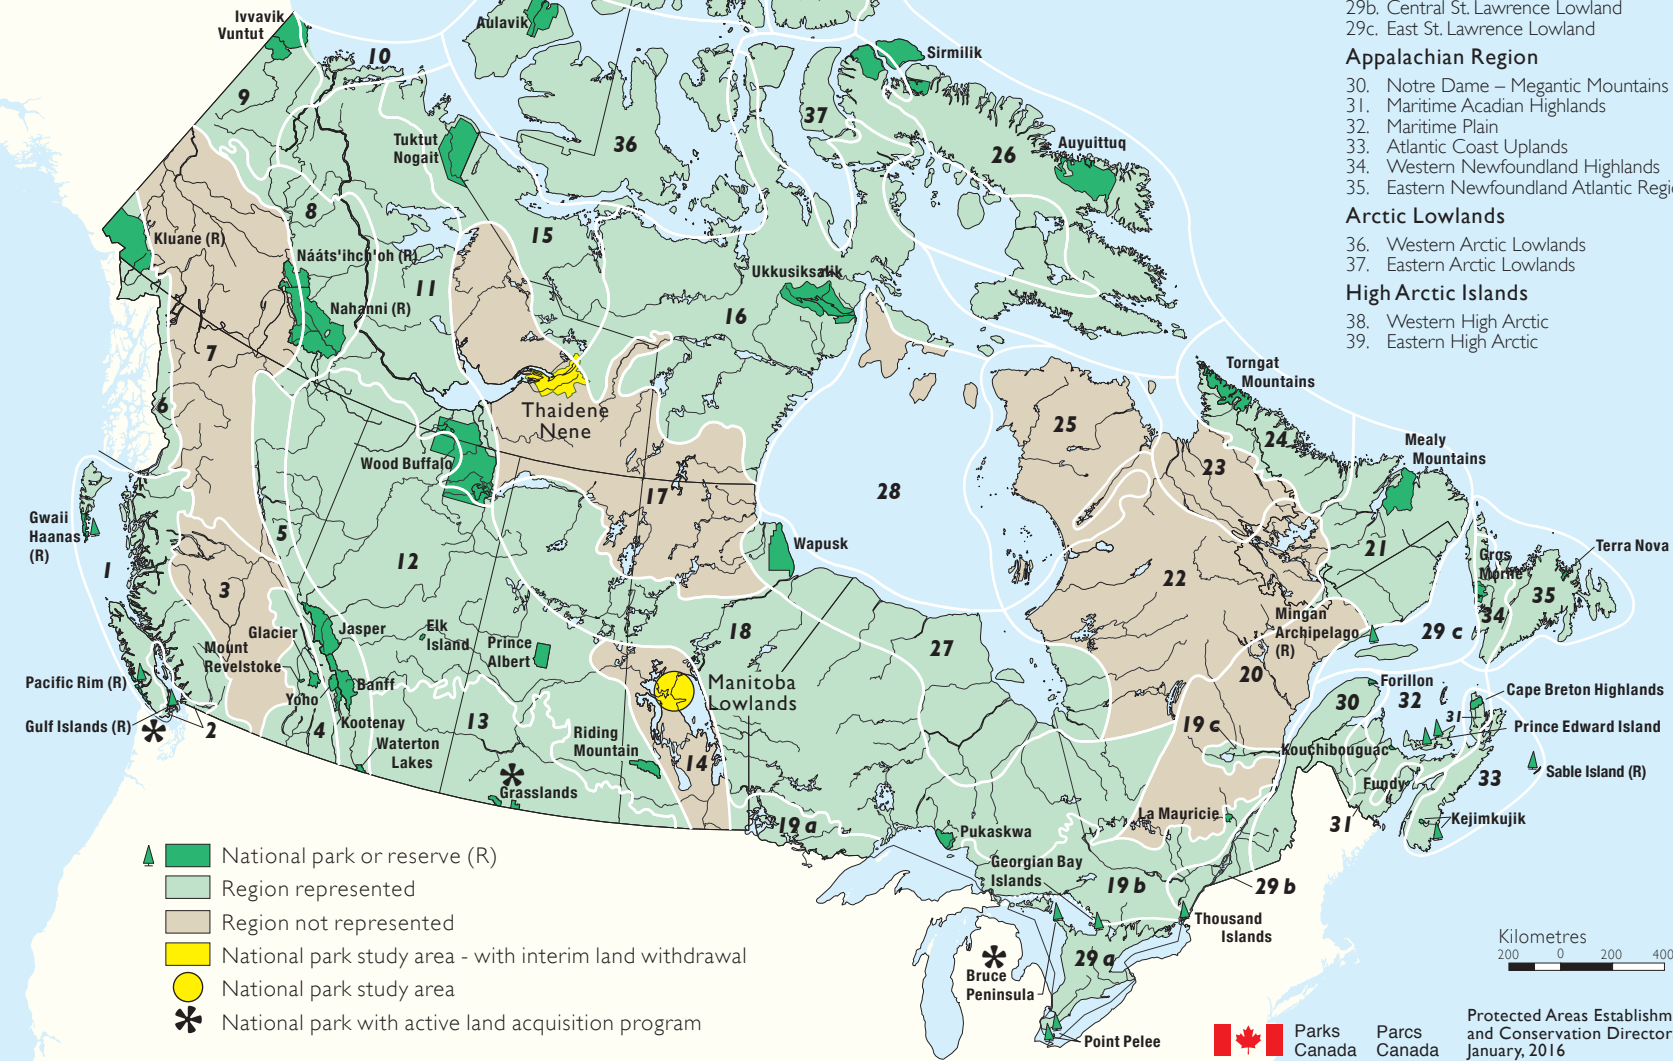 Ivvavik
Vuntut
Aulavik
Sirmilik
Tuktut
Nogait
Auyuittuq
Kluane (R)
Nááts'ihch'oh (R)
Nahanni (R)
Ukkusiksalik
Thaidene
Nene
Wood Buffalo
Wapusk
Torngat
Mountains
Mealy
Mountains
Gwaii
Haanas
(R)
Gros
Morne
Terra Nova
Glacier
Mount
Revelstoke
Jasper
Elk
Island
Prince
Albert
Yoho
Banff
Kootenay
Waterton
Lakes
Pacific Rim (R)
Gulf Islands (R)
Manitoba
Lowlands
Riding
Mountain
Grasslands
Mingan
Archipelago
(R)
Forillon
Cape Breton Highlands
Prince Edward Island
Kouchibouguac
Fundy
Sable Island (R)
Kejimkujik
La Mauricie
Pukaskwa
Georgian Bay
Islands
Thousand
Islands
Bruce
Peninsula
Point Pelee
1
2
3
4
5
6
7
8
9
10
11
12
13
14
15
16
17
18
19 a
19 b
19 c
20
21
22
23
24
25
26
27
28
29 a
29 b
29 c
30
31
31
32
33
34
35
36
37
National park or reserve (R)
Region represented
Region not represented
National park study area - with interim land withdrawal
National park study area
National park with active land acquisition program
29b. Central St. Lawrence Lowland
29c. East St. Lawrence Lowland
Appalachian Region
30. Notre Dame – Megantic Mountains
31. Maritime Acadian Highlands
32. Maritime Plain
33. Atlantic Coast Uplands
34. Western Newfoundland Highlands
35. Eastern Newfoundland Atlantic Regi
Arctic Lowlands
36. Western Arctic Lowlands
37. Eastern Arctic Lowlands
High Arctic Islands
38. Western High Arctic
39. Eastern High Arctic
Kilometres
200 0 200 400
Parks
Canada
Parcs
Canada
Protected Areas Establishm
and Conservation Director
January, 2016